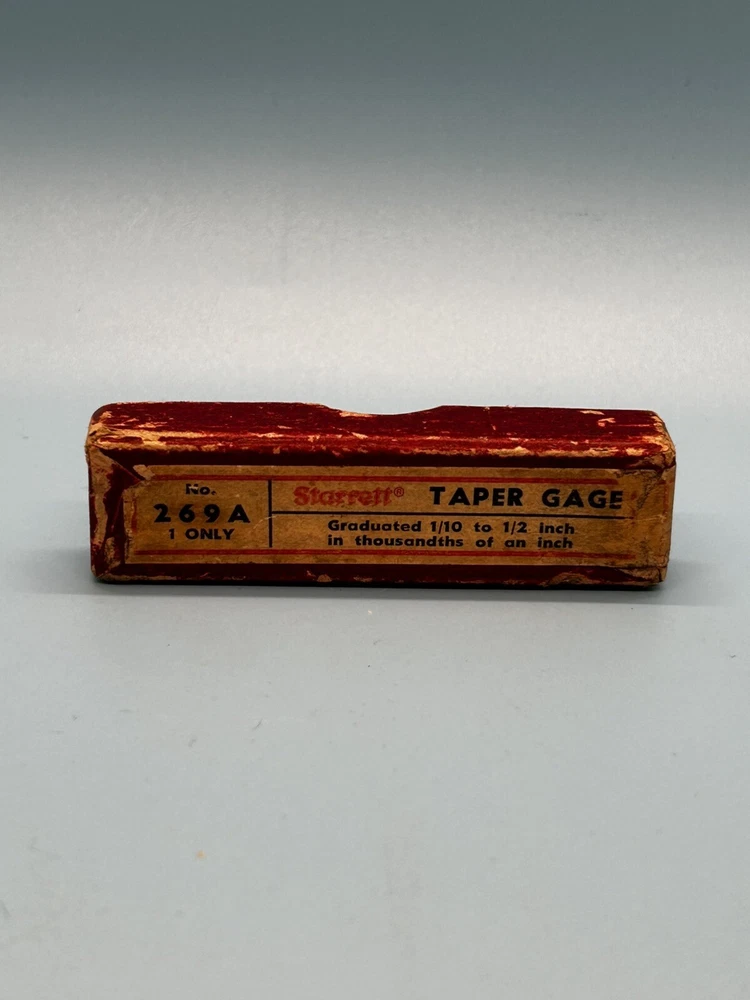 No.
269A
1 ONLY
Starrett® TAPER GAGE
Graduated 1/10 to 1/2 inch
in thousandths of an inch